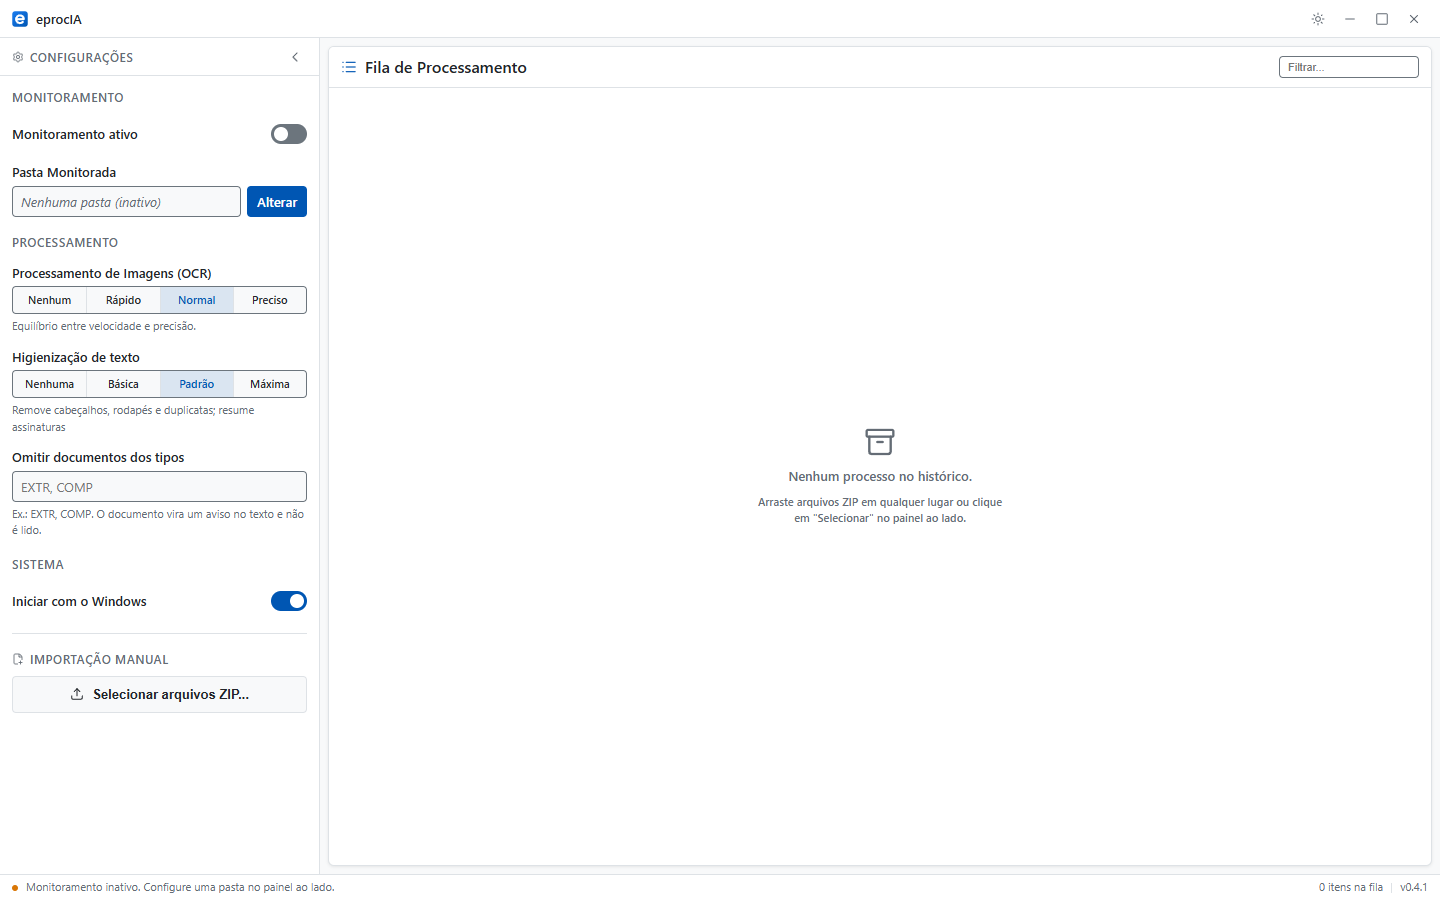 eprocIA
CONFIGURAÇÕES
MONITORAMENTO
Monitoramento ativo
Pasta Monitorada
Nenhuma pasta (inativo)
Alterar
PROCESSAMENTO
Processamento de Imagens (OCR)
Nenhum Rápido Normal Preciso
Equilíbrio entre velocidade e precisão.
Higienização de texto
Nenhuma Básica Padrão Máxima
Remove cabeçalhos, rodapés e duplicatas; resume
assinaturas
Omitir documentos dos tipos
EXTR, COMP
Ex.: EXTR, COMP. O documento vira um aviso no texto e não
é lido.
SISTEMA
Iniciar com o Windows
IMPORTAÇÃO MANUAL
Selecionar arquivos ZIP...
Fila de Processamento
Filtrar...
Nenhum processo no histórico.
Arraste arquivos ZIP em qualquer lugar ou clique
em "Selecionar" no painel ao lado.
Monitoramento inativo. Configure uma pasta no painel ao lado.
0 itens na fila
v0.4.1